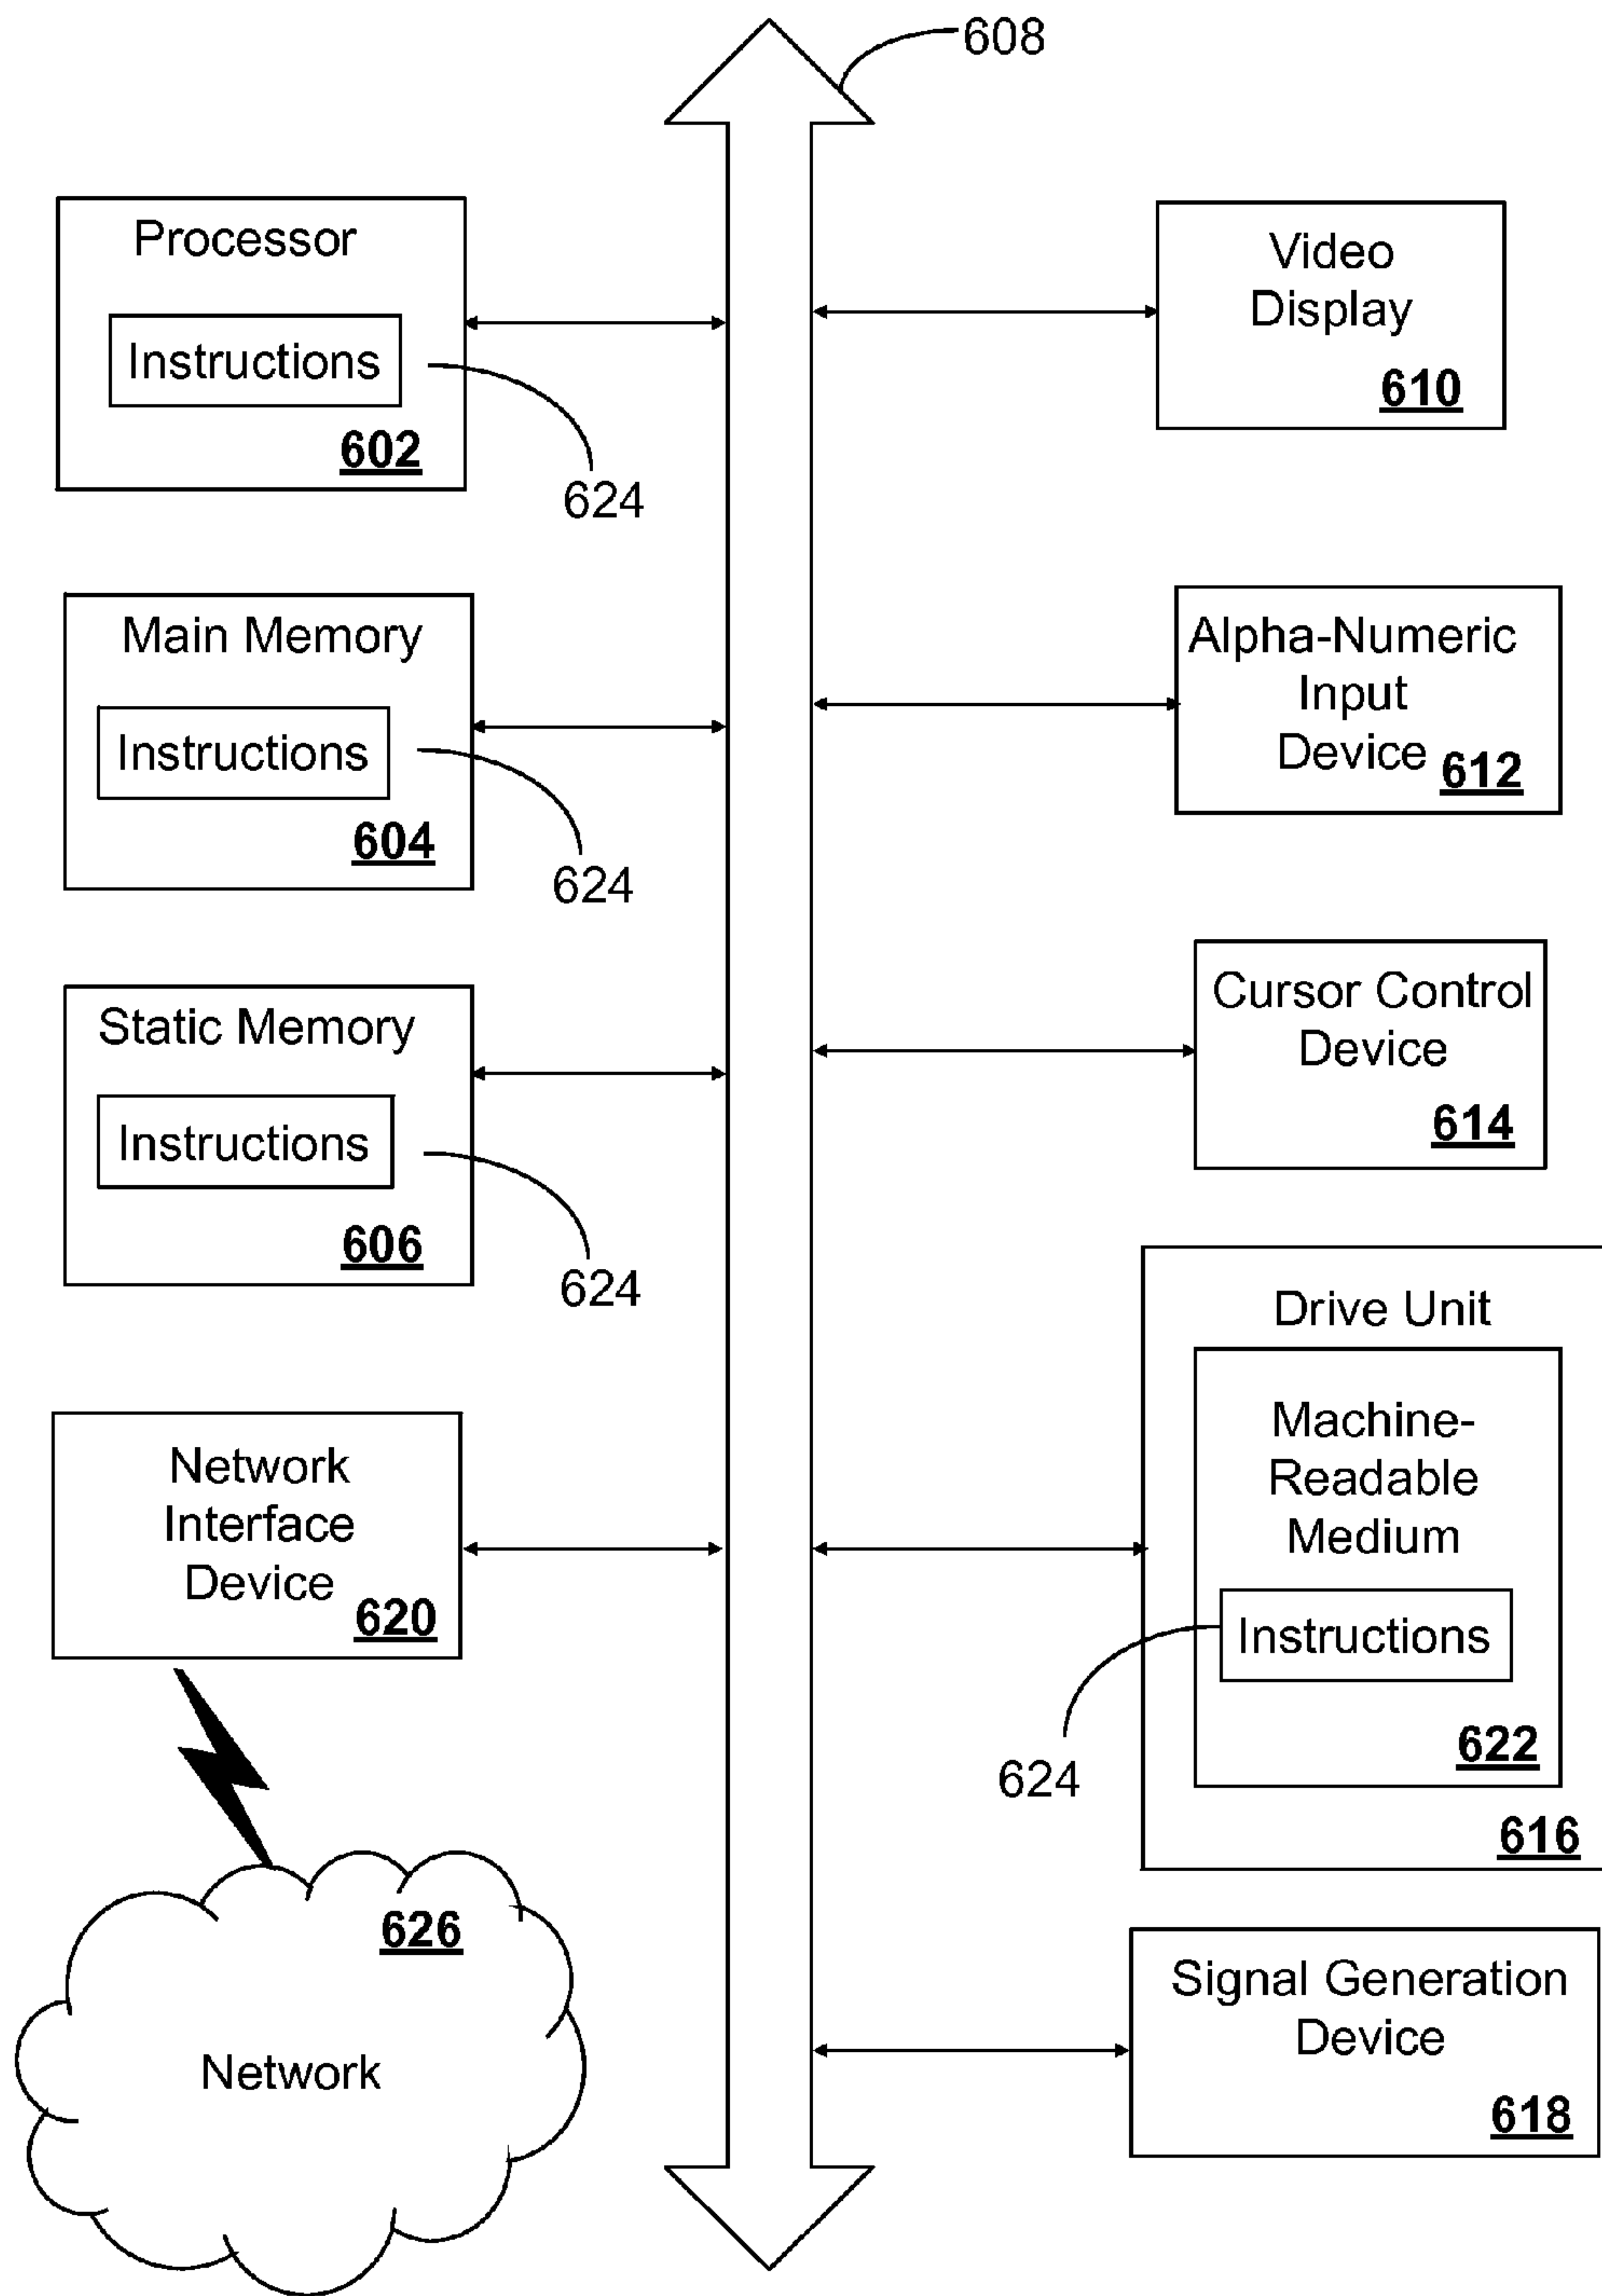 608
Processor
Instructions
602
624
Main Memory
Instructions
604
624
Static Memory
Instructions
606
624
Network
Interface
Device
620
626
Network
Video
Display
610
Alpha-Numeric
Input
Device
612
Cursor Control
Device
614
Drive Unit
Machine-
Readable
Medium
Instructions
622
624
616
Signal Generation
Device
618